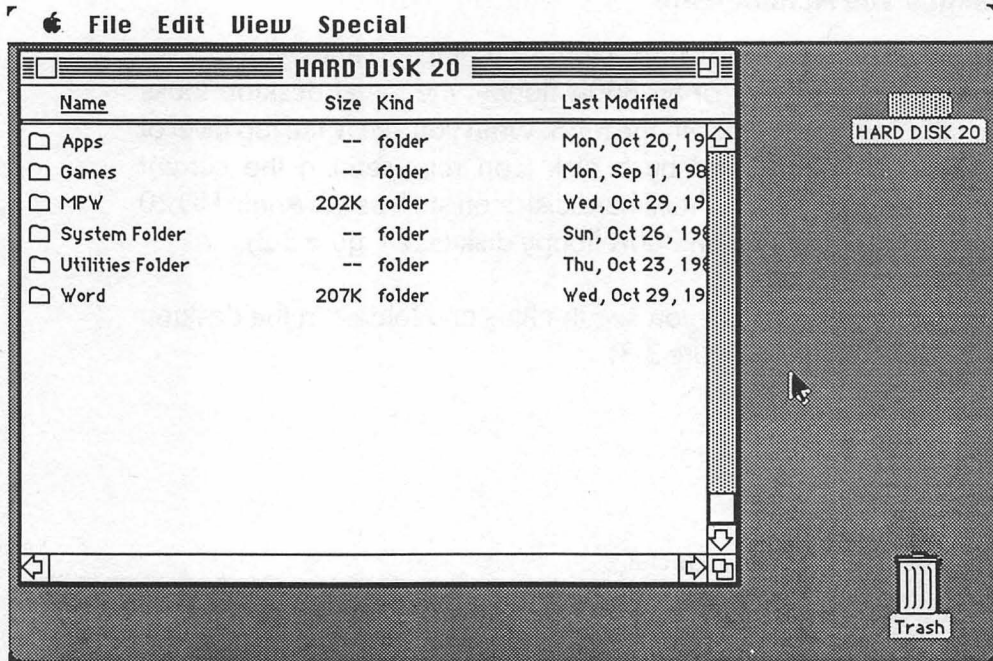 File Edit View Special
HARD DISK 20
Name Size Kind Last Modified
Apps -- folder Mon, Oct 20, 19
Games -- folder Mon, Sep 1, 198
MPW 202K folder Wed, Oct 29, 19
System Folder -- folder Sun, Oct 26, 198
Utilities Folder -- folder Thu, Oct 23, 198
Word 207K folder Wed, Oct 29, 19
HARD DISK 20
Trash